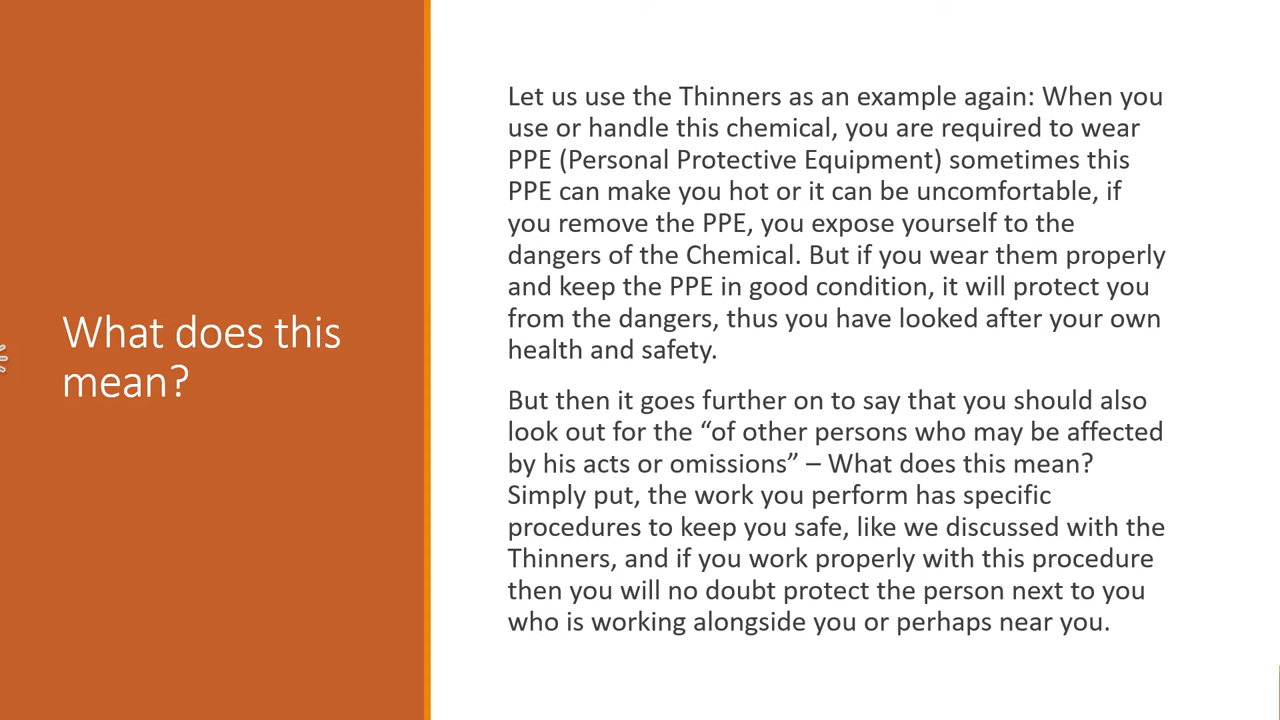 What does this
mean?
Let us use the Thinners as an example again: When you
use or handle this chemical, you are required to wear
PPE (Personal Protective Equipment) sometimes this
PPE can make you hot or it can be uncomfortable, if
you remove the PPE, you expose yourself to the
dangers of the Chemical. But if you wear them properly
and keep the PPE in good condition, it will protect you
from the dangers, thus you have looked after your own
health and safety.
But then it goes further on to say that you should also
look out for the “of other persons who may be affected
by his acts or omissions” – What does this mean?
Simply put, the work you perform has specific
procedures to keep you safe, like we discussed with the
Thinners, and if you work properly with this procedure
then you will no doubt protect the person next to you
who is working alongside you or perhaps near you.